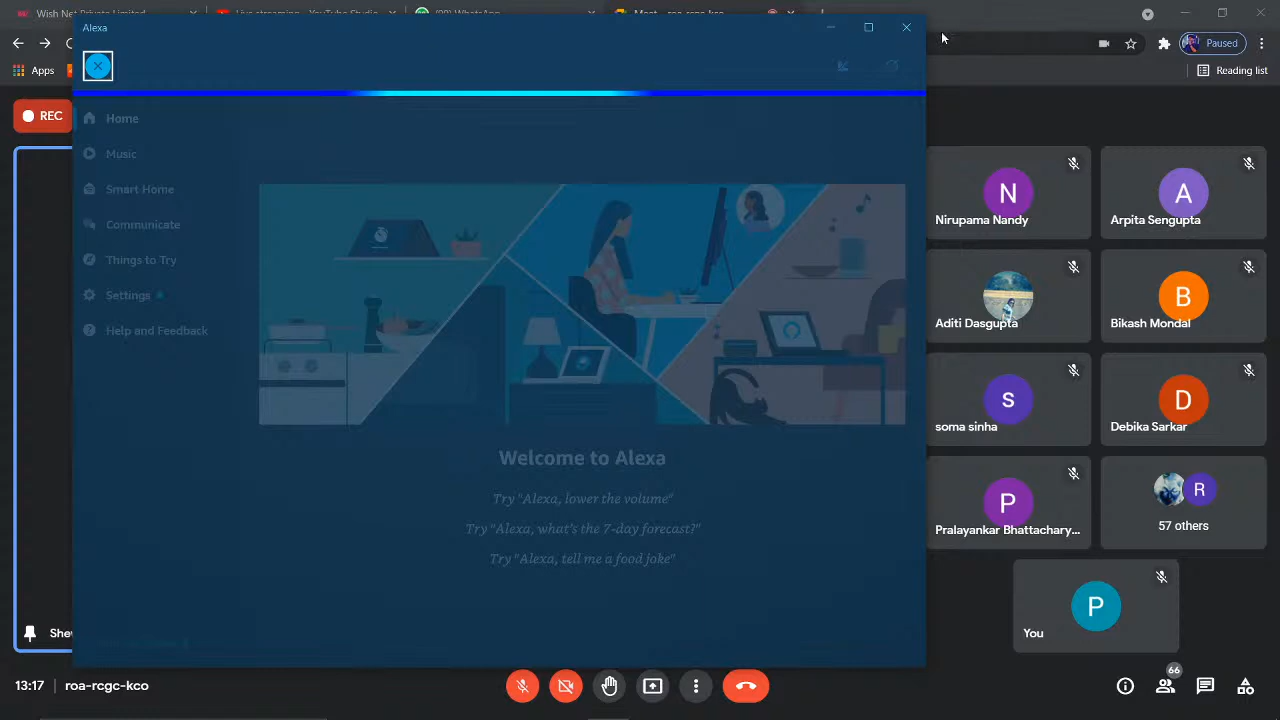 Alexa
Paused
Apps
Reading list
REC
Home
Music
Smart Home
Communicate
Things to Try
Settings
Help and Feedback
Welcome to Alexa
Try "Alexa, lower the volume"
Try "Alexa, what's the 7-day forecast?"
Try "Alexa, tell me a food joke"
N
Nirupama Nandy
A
Arpita Sengupta
Aditi Dasgupta
B
Bikash Mondal
s
soma sinha
D
Debika Sarkar
P
Pralayankar Bhattachary...
R
57 others
P
You
13:17 | roa-rcgc-kco
66